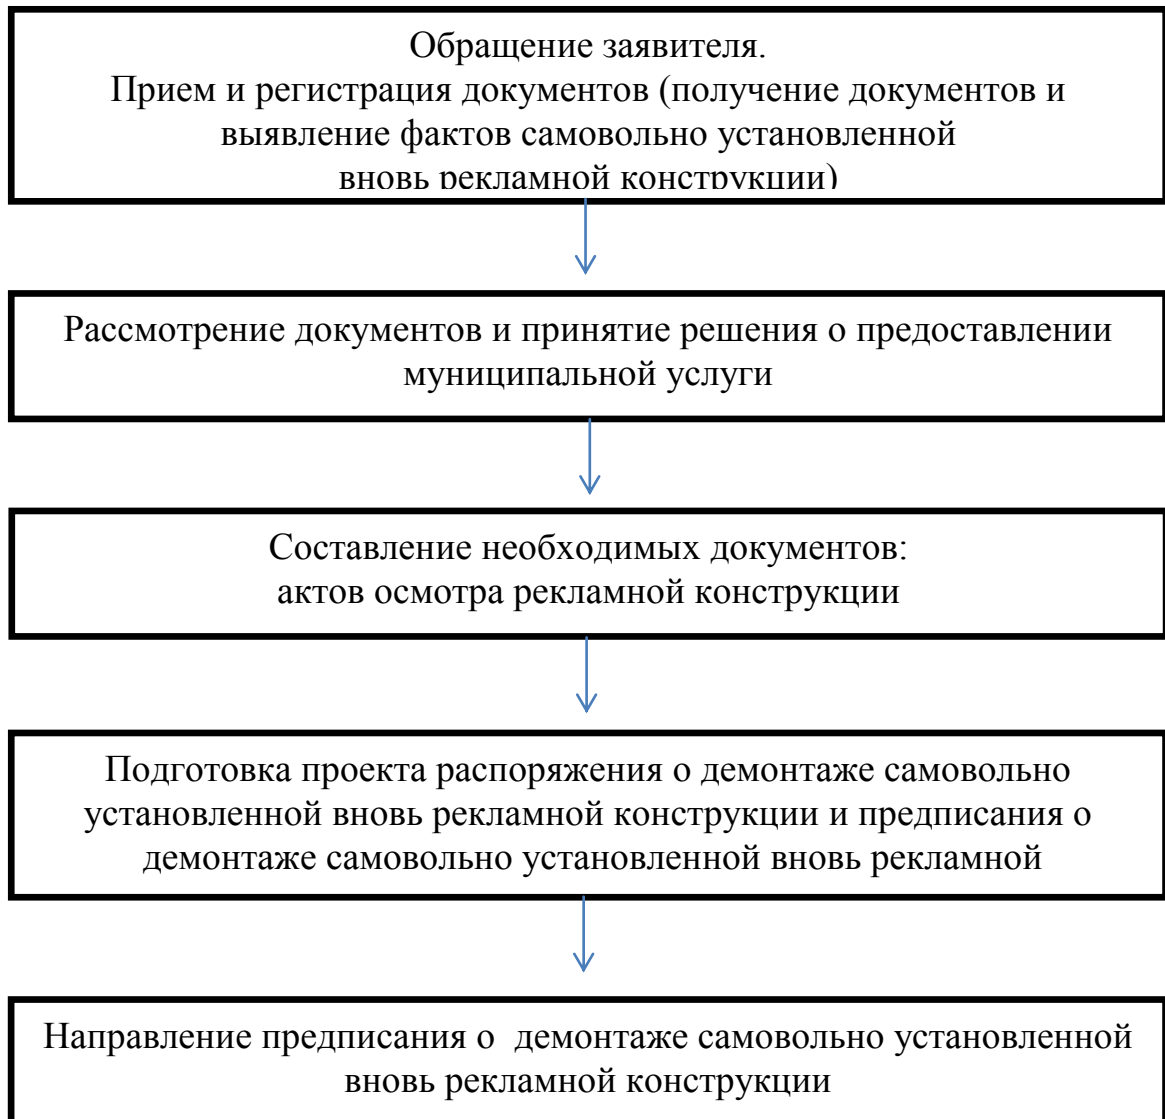 Обращение заявителя.
Прием и регистрация документов (получение документов и
выявление фактов самовольно установленной
вновь рекламной конструкции)
Рассмотрение документов и принятие решения о предоставлении
муниципальной услуги
Составление необходимых документов:
актов осмотра рекламной конструкции
Подготовка проекта распоряжения о демонтаже самовольно
установленной вновь рекламной конструкции и предписания о
демонтаже самовольно установленной вновь рекламной
Направление предписания о  демонтаже самовольно установленной
вновь рекламной конструкции